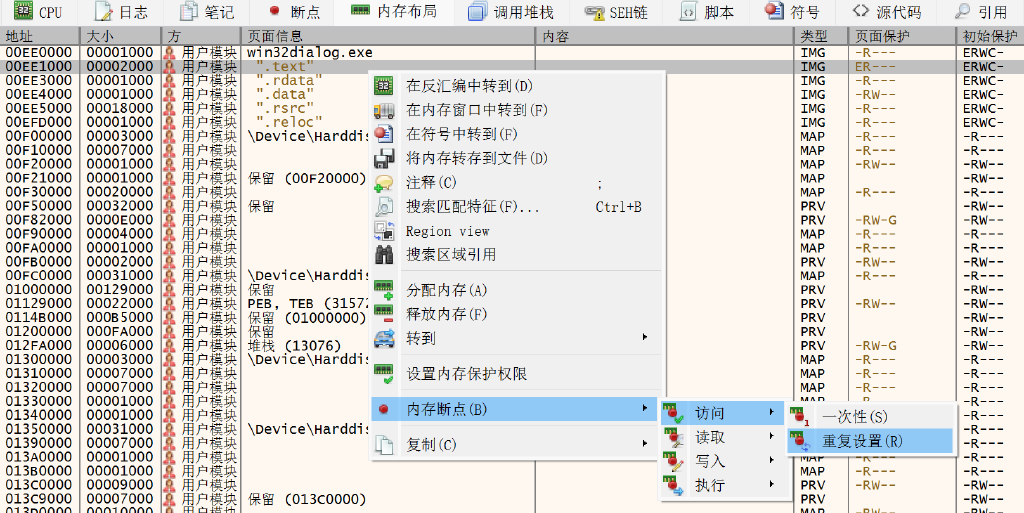 CPU 日志 笔记 断点 内存布局 调用堆栈 SEH链 脚本 符号 源代码 引用
地址 大小 方 页面信息 内容 类型 页面保护 初始保护
00EE0000 00001000 用户模块 win32dialog.exe IMG -R--- ERWC-
00EE1000 00002000 用户模块 ".text" IMG ER--- ERWC-
00EE3000 00001000 用户模块 ".rdata" IMG -R--- ERWC-
00EE4000 00001000 用户模块 ".data" IMG -RW-- ERWC-
00EE5000 00018000 用户模块 ".rsrc" IMG -R--- ERWC-
00EFD000 00001000 用户模块 ".reloc" IMG -R--- ERWC-
00F00000 00003000 用户模块 \Device\Harddis MAP -R--- -R---
00F10000 00007000 用户模块 MAP -RW-- -RW--
00F20000 00001000 用户模块 MAP -RW-- -RW--
00F21000 00001000 用户模块 保留 (00F20000) MAP -RW--
00F30000 00020000 用户模块 MAP -R--- -R---
00F50000 00032000 用户模块 保留 PRV -RW--
00F82000 0000E000 用户模块 PRV -RW-G -RW--
00F90000 00004000 用户模块 MAP -R--- -R---
00FA0000 00001000 用户模块 MAP -R--- -R---
00FB0000 00002000 用户模块 PRV -RW-- -RW--
00FC0000 00031000 用户模块 \Device\Harddis MAP -R--- -R---
01000000 00129000 用户模块 保留 PRV -RW--
01129000 00022000 用户模块 PEB, TEB (31572 PRV -RW-- -RW--
0114B000 000B5000 用户模块 保留 (01000000) PRV -RW--
01200000 000FA000 用户模块 保留 PRV -RW--
012FA000 00006000 用户模块 堆栈 (13076) PRV -RW-G -RW--
01300000 00003000 用户模块 \Device\Harddis MAP -R--- -R---
01310000 00007000 用户模块 MAP -R--- -R---
01320000 00007000 用户模块 MAP -R--- -R---
01330000 00001000 用户模块
01340000 00001000 用户模块
01350000 00031000 用户模块 \Device\Harddis
01390000 00007000 用户模块
013A0000 00001000 用户模块 MAP -R--- -R---
013B0000 00001000 用户模块 MAP -R--- -R---
013C0000 00009000 用户模块 PRV -RW-- -RW--
013C9000 00007000 用户模块 保留 (013C0000) PRV -RW--
在反汇编中转到(D)
在内存窗口中转到(F)
在符号中转到(F)
将内存转存到文件(D)
注释(C) ;
搜索匹配特征(F)... Ctrl+B
Region view
搜索区域引用
分配内存(A)
释放内存(F)
转到
设置内存保护权限
内存断点(B)
复制(C)
访问
读取
写入
执行
一次性(S)
重复设置(R)